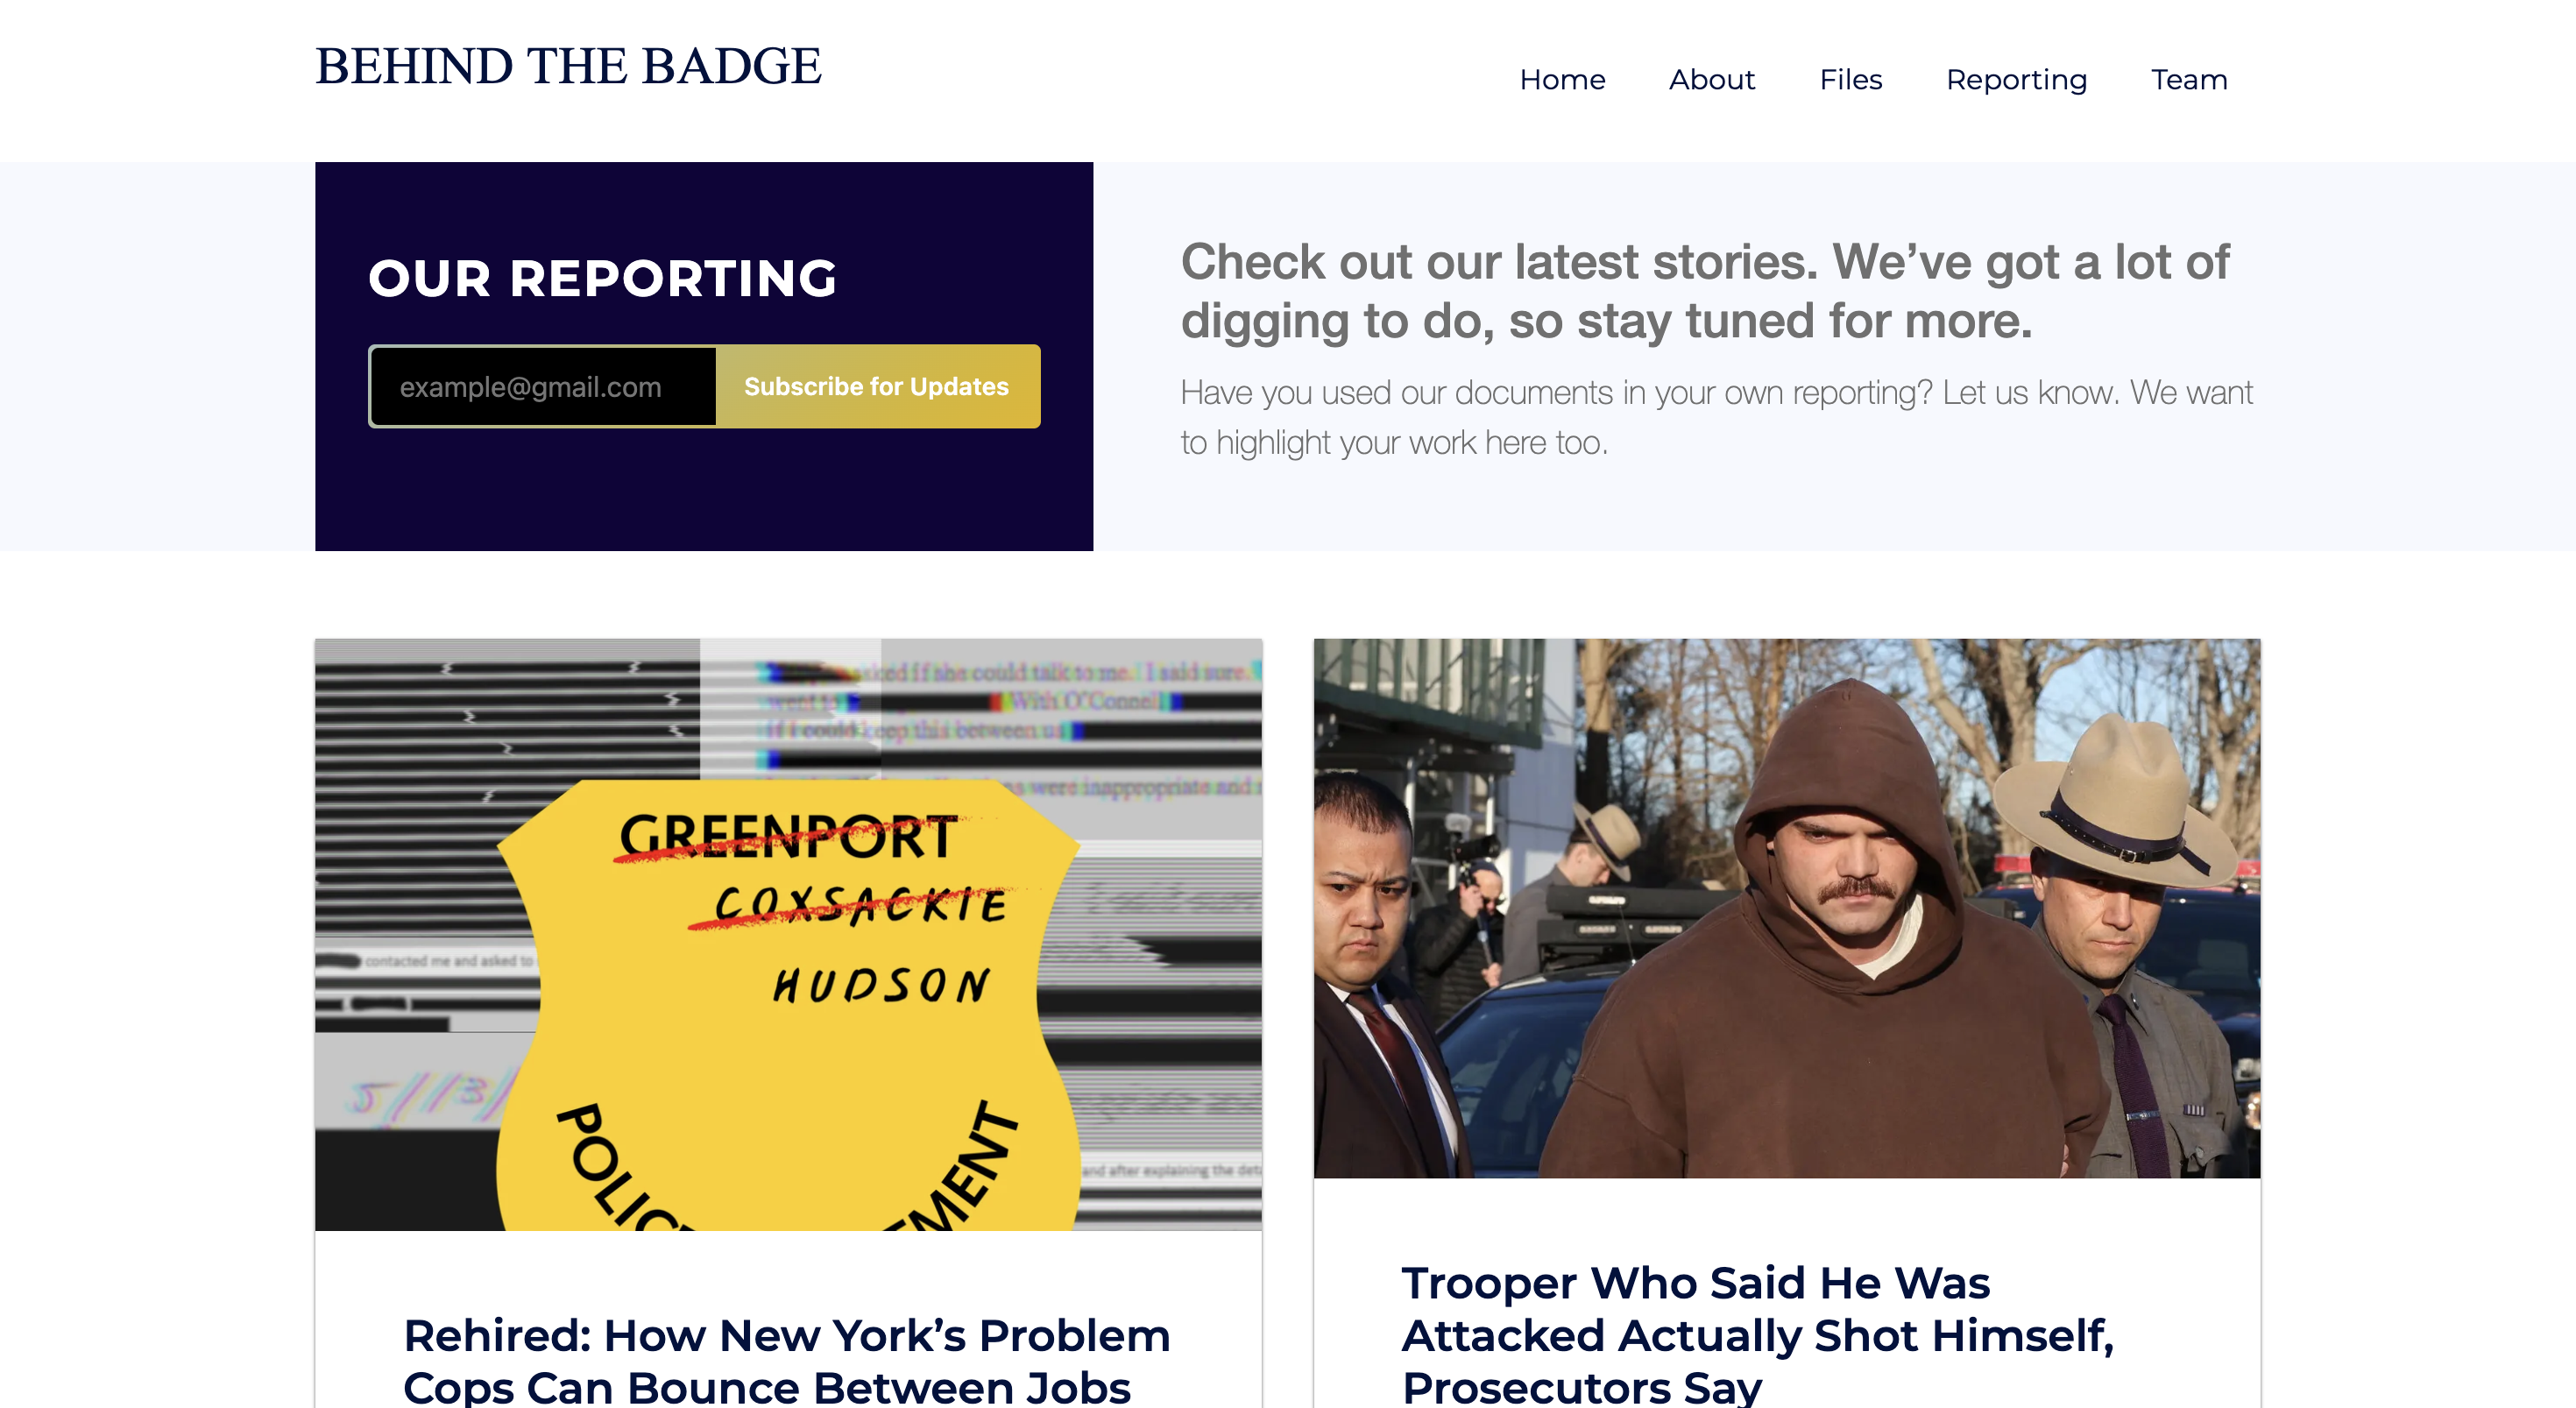 BEHIND THE BADGE
Home About Files Reporting Team
OUR REPORTING
example@gmail.com Subscribe for Updates
Check out our latest stories. We’ve got a lot of
digging to do, so stay tuned for more.
Have you used our documents in your own reporting? Let us know. We want
to highlight your work here too.
asked if she could talk to me. I said sure.
went to
With O'Connell
if I could keep this between us
were inappropriate and
GREENPORT
COXSACKIE
HUDSON
contacted me and asked to
5/13/
and after explaining the
Rehired: How New York’s Problem
Cops Can Bounce Between Jobs
Trooper Who Said He Was
Attacked Actually Shot Himself,
Prosecutors Say